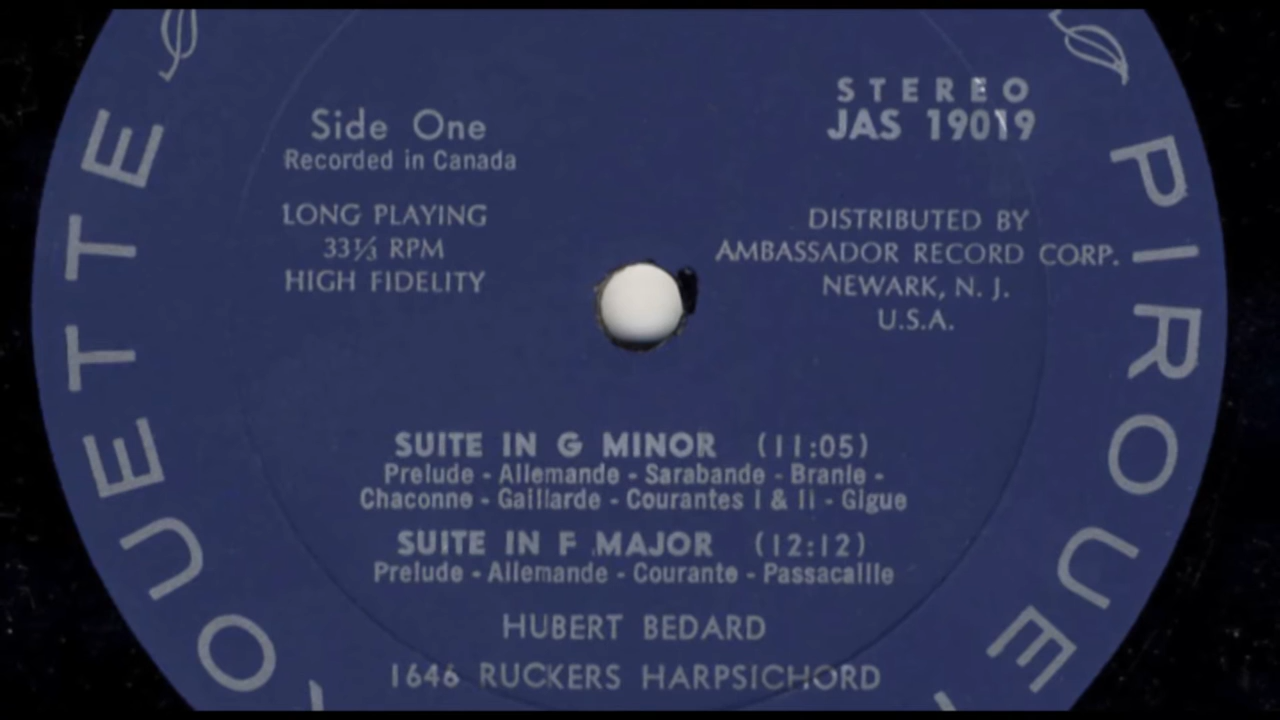 STEREO
JAS 19019
Side One
Recorded in Canada
LONG PLAYING
33⅓ RPM
HIGH FIDELITY
DISTRIBUTED BY
AMBASSADOR RECORD CORP.
NEWARK, N. J.
U.S.A.
SUITE IN G MINOR (11:05)
Prelude - Allemande - Sarabande - Branle -
Chaconne - Gaillarde - Courantes I & II - Gigue
SUITE IN F MAJOR (12:12)
Prelude - Allemande - Courante - Passacaille
HUBERT BEDARD
1646 RUCKERS HARPSICHORD
PIROUE
OUETTE